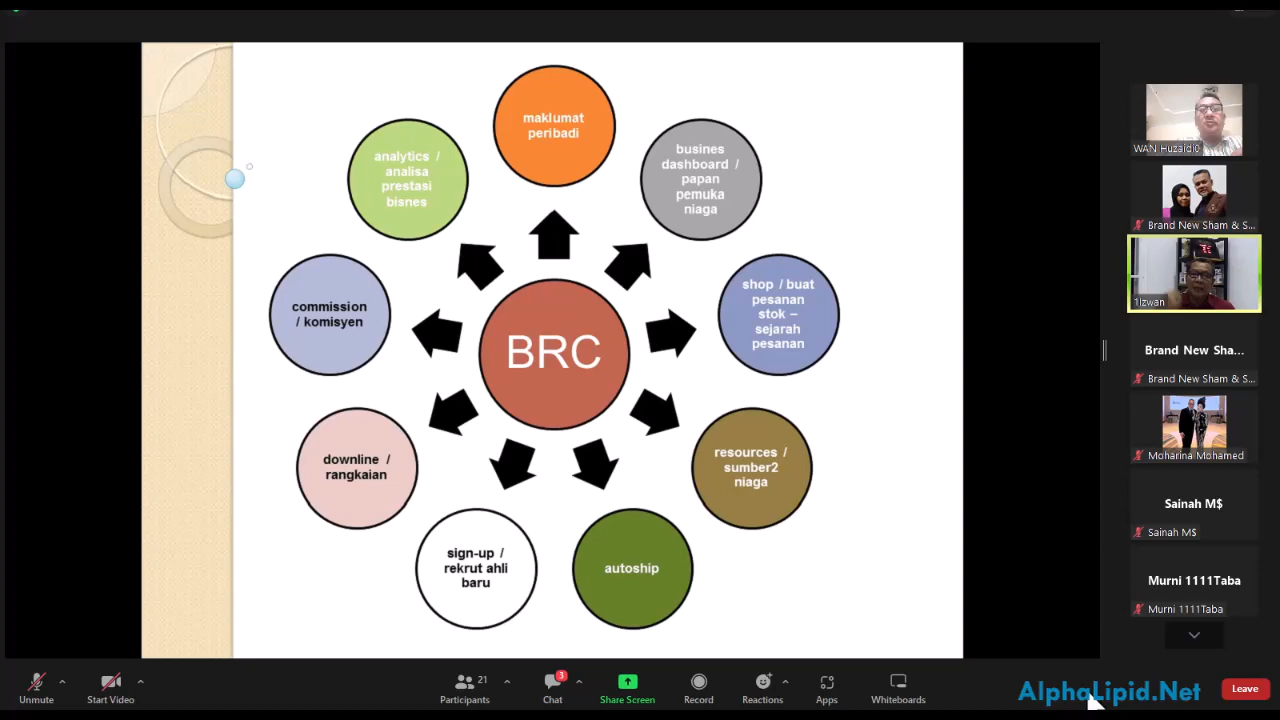 maklumat
peribadi
busines
dashboard /
papan
pemuka
niaga
shop / buat
pesanan
stok –
sejarah
pesanan
resources /
sumber2
niaga
autoship
sign-up /
rekrut ahli
baru
downline /
rangkaian
commission
/ komisyen
analytics /
analisa
prestasi
bisnes
BRC
WAN Huzaidi©
Brand New Sham & S...
1Izwan
Brand New Sha...
Brand New Sham & S...
Maharina Mohamed
Sainah M$
Sainah M$
Murni 1111Taba
Murni 1111Taba
Unmute
Start Video
21
Participants
3
Chat
Share Screen
Record
Reactions
Apps
Whiteboards
AlphaLipid.Net
Leave